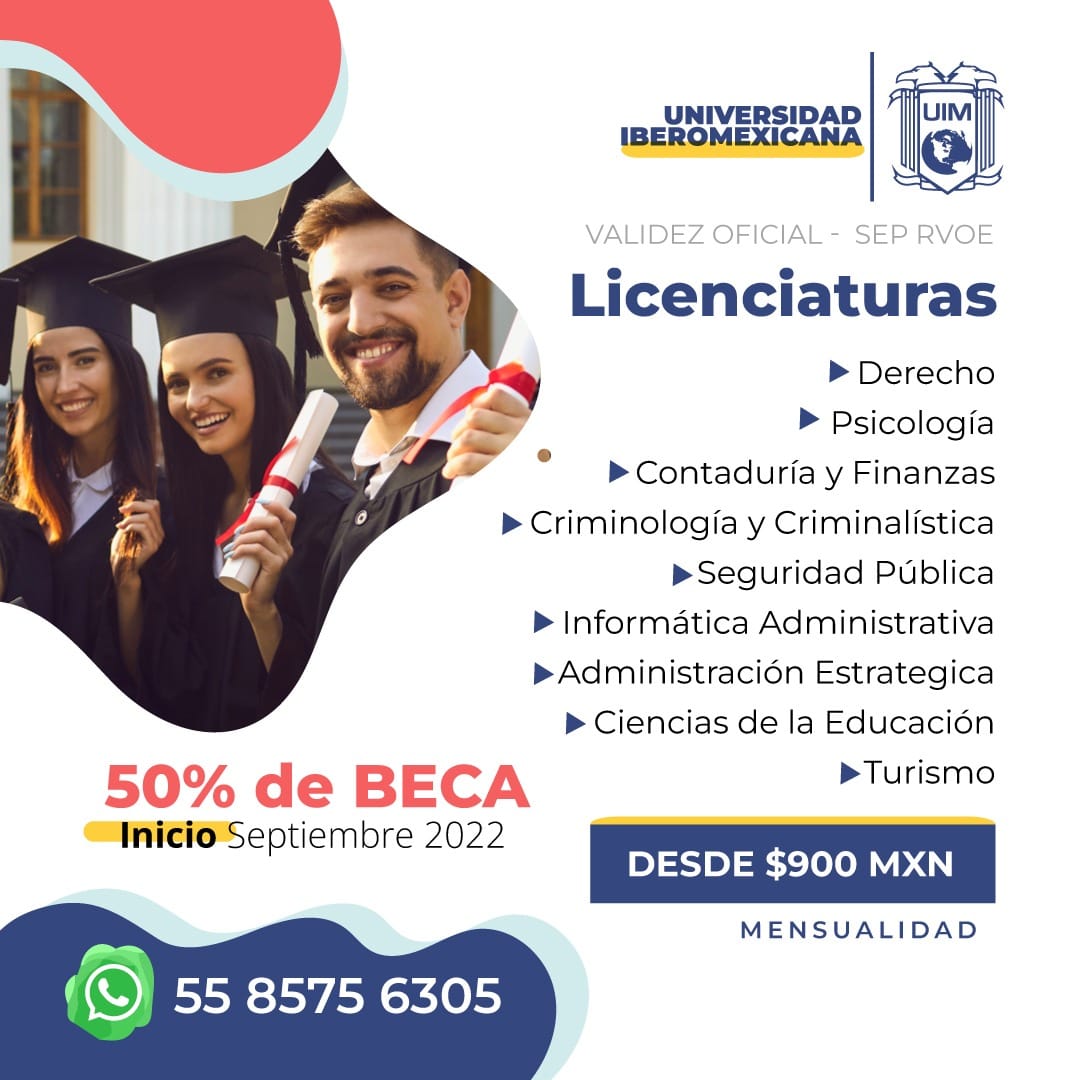 UNIVERSIDAD
IBEROMEXICANA
UIM
VALIDEZ OFICIAL - SEP RVOE
Licenciaturas
Derecho
Psicología
Contaduría y Finanzas
Criminología y Criminalística
Seguridad Pública
Informática Administrativa
Administración Estrategica
Ciencias de la Educación
Turismo
50% de BECA
Inicio Septiembre 2022
DESDE $900 MXN
MENSUALIDAD
55 8575 6305